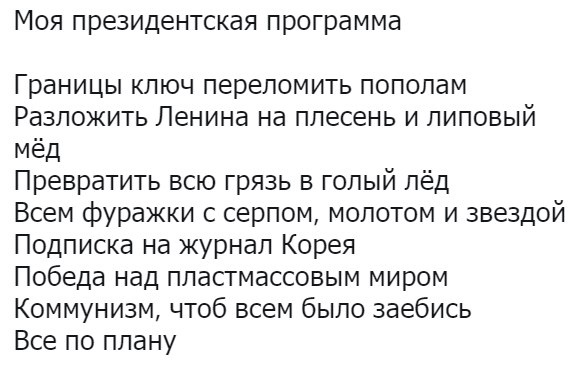 Моя президентская программа
Границы ключ переломить пополам
Разложить Ленина на плесень и липовый
мёд
Превратить всю грязь в голый лёд
Всем фуражки с серпом, молотом и звездой
Подписка на журнал Корея
Победа над пластмассовым миром
Коммунизм, чтоб всем было заебись
Все по плану